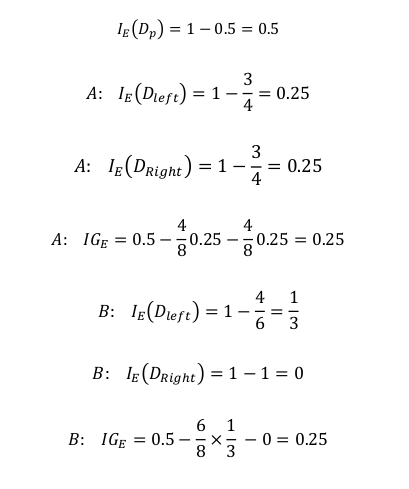 I_E(D_p) = 1 − 0.5 = 0.5
A: I_E(D_left) = 1 − 3/4 = 0.25
A: I_E(D_Right) = 1 − 3/4 = 0.25
A: IG_E = 0.5 − 4/8 0.25 − 4/8 0.25 = 0.25
B: I_E(D_left) = 1 − 4/6 = 1/3
B: I_E(D_Right) = 1 − 1 = 0
B: IG_E = 0.5 − 6/8 × 1/3 − 0 = 0.25